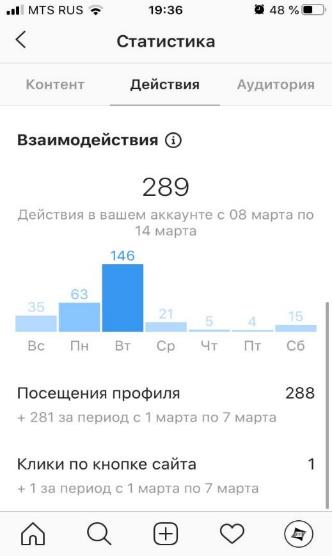 MTS RUS 19:36 48 %
Статистика
Контент Действия Аудитория
Взаимодействия
289
Действия в вашем аккаунте с 08 марта по
14 марта
35 63 146 21 5 4 15
Вс Пн Вт Ср Чт Пт Сб
Посещения профиля 288
+ 281 за период с 1 марта по 7 марта
Клики по кнопке сайта 1
+ 1 за период с 1 марта по 7 марта